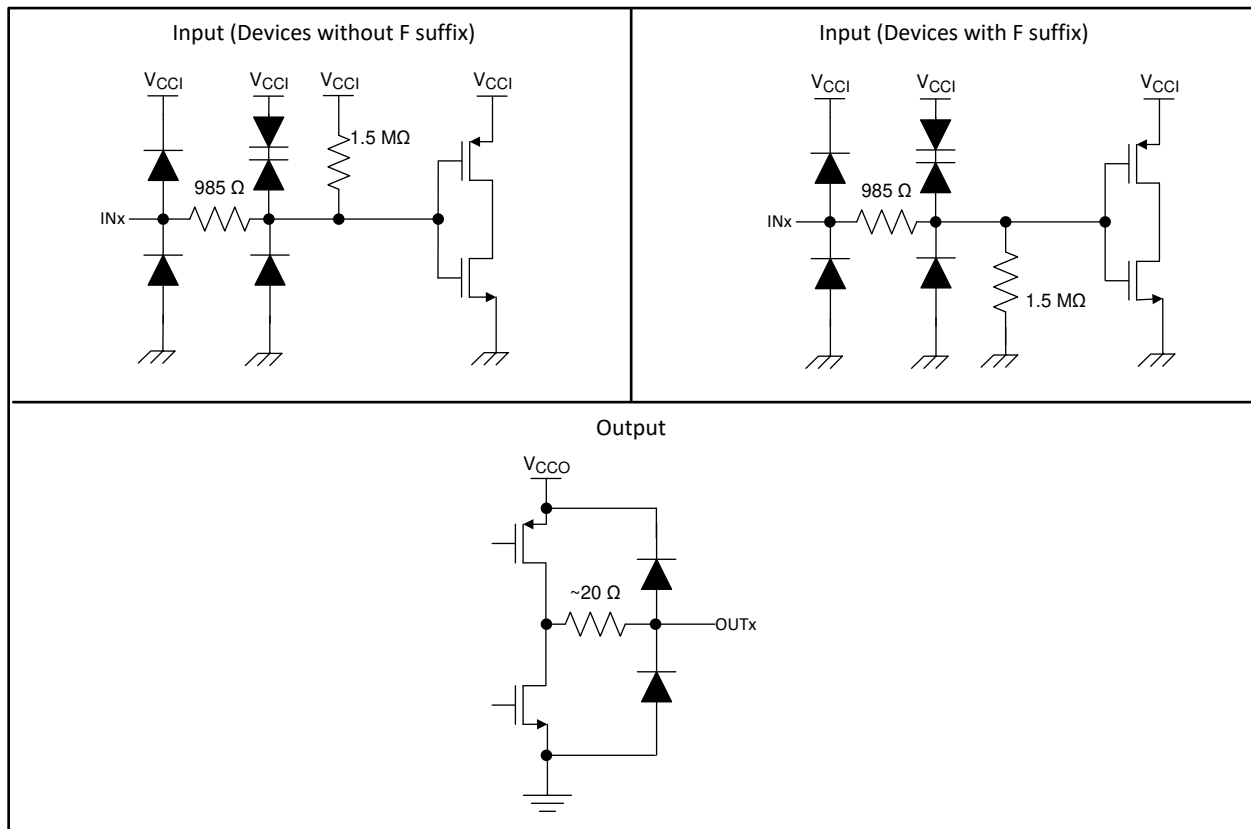 Input (Devices without F suffix)
VCCI
VCCI
VCCI
VCCI
1.5 MΩ
985 Ω
INx
Input (Devices with F suffix)
VCCI
VCCI
VCCI
985 Ω
INx
1.5 MΩ
Output
VCCO
~20 Ω
OUTx